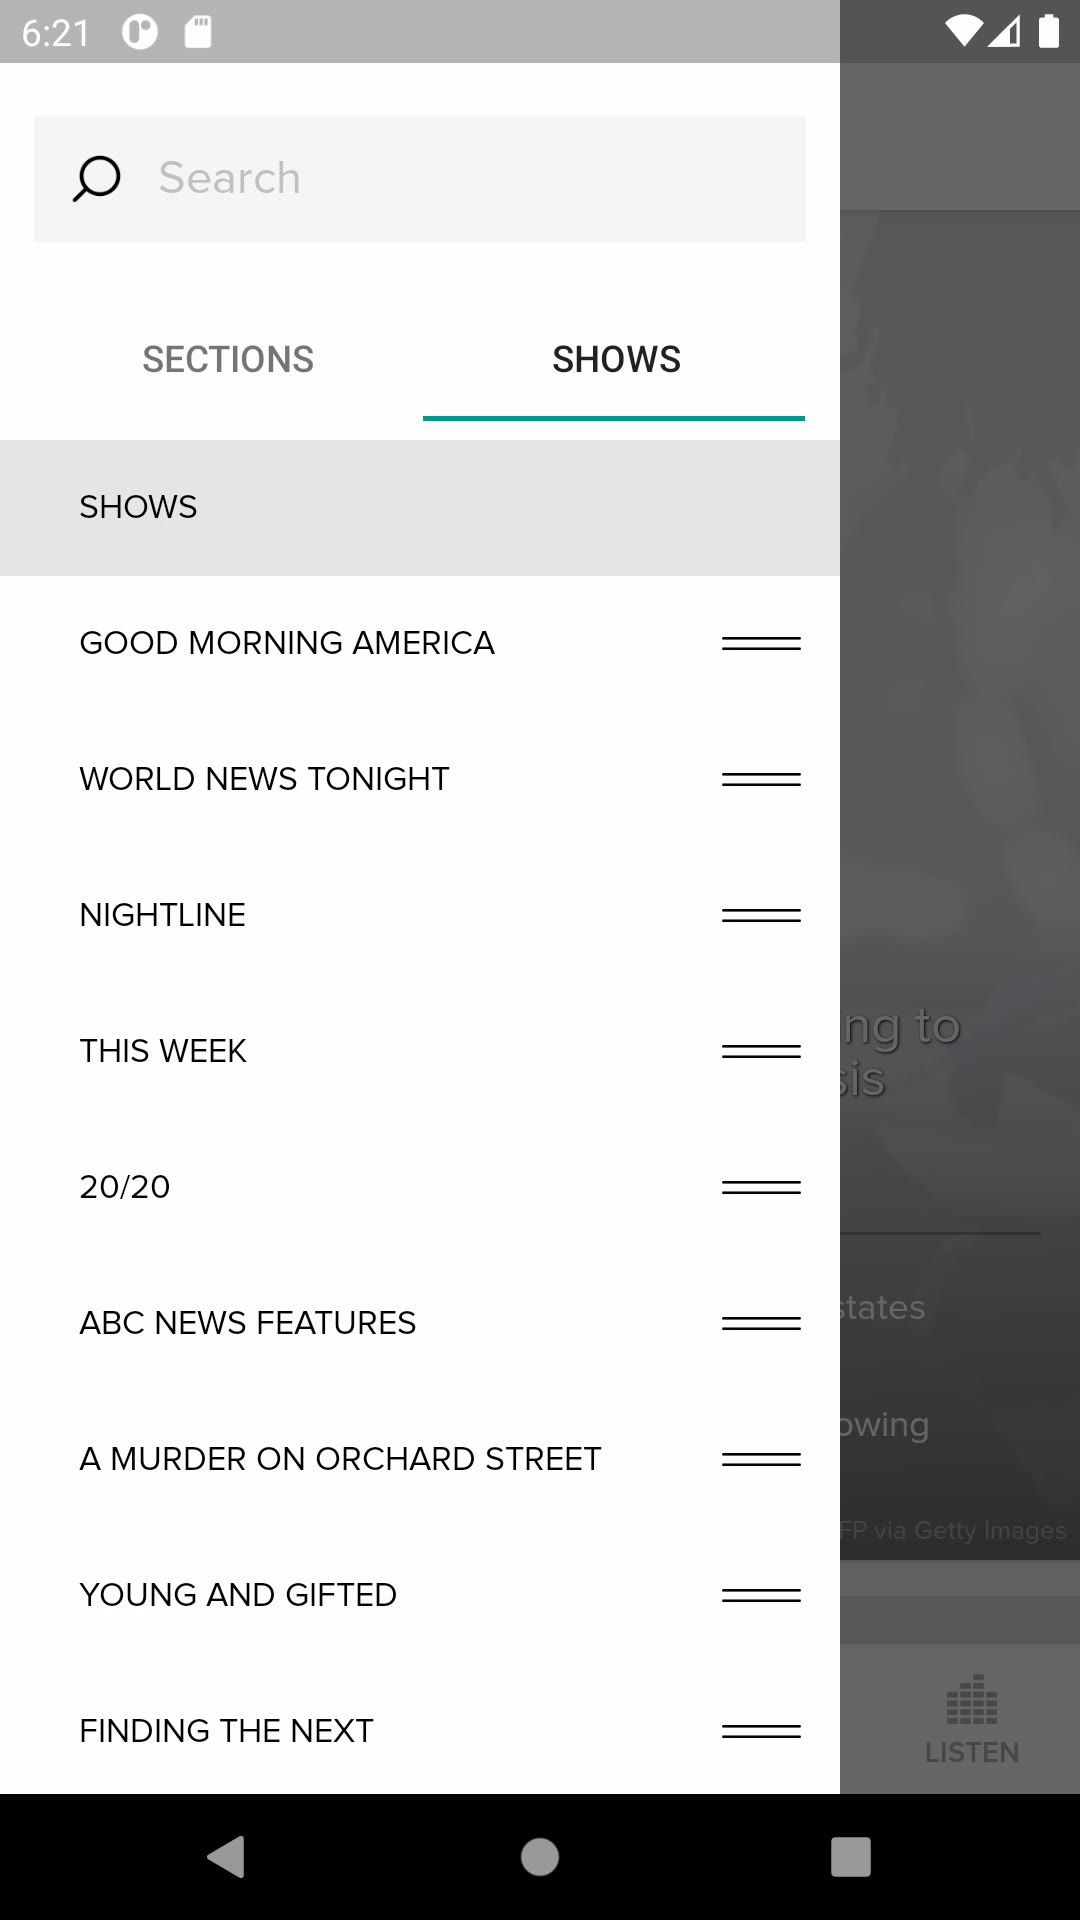 6:21
Search
SECTIONS
SHOWS
SHOWS
GOOD MORNING AMERICA
WORLD NEWS TONIGHT
NIGHTLINE
THIS WEEK
20/20
ABC NEWS FEATURES
A MURDER ON ORCHARD STREET
YOUNG AND GIFTED
FINDING THE NEXT
ing to
sis
states
owing
FP via Getty Images
LISTEN